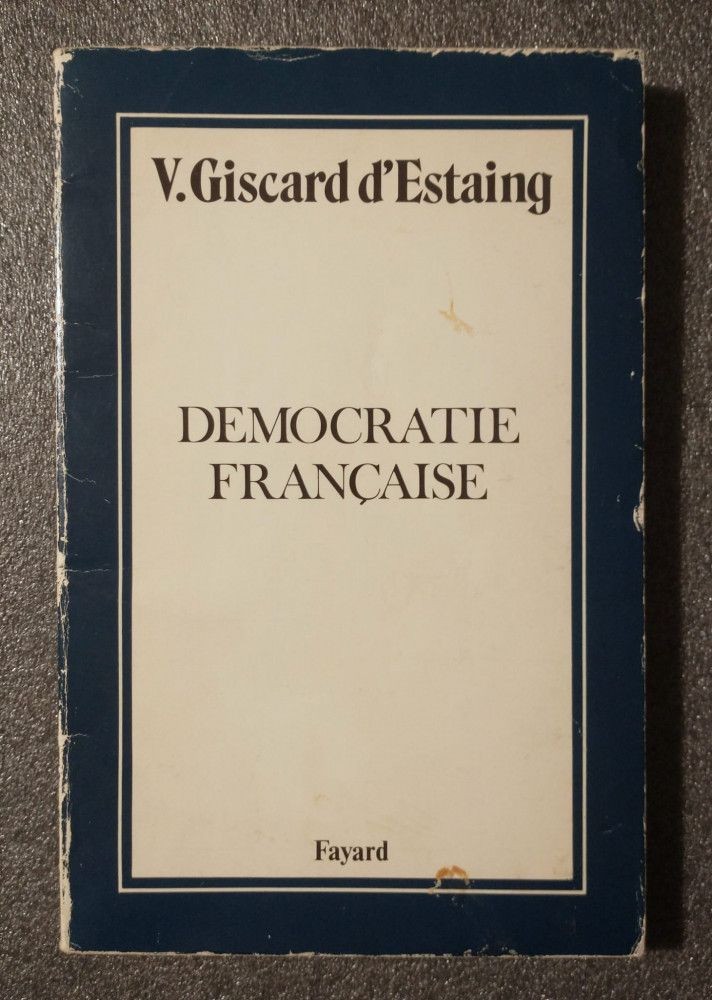 V.Giscard d'Estaing
DEMOCRATIE
FRANÇAISE
Fayard